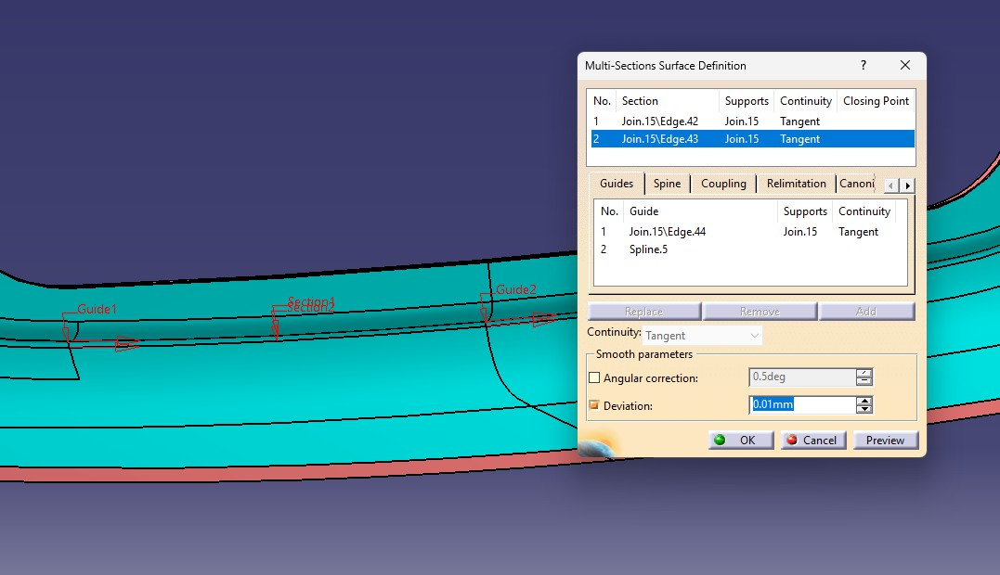 Multi-Sections Surface Definition ?
No. Section Supports Continuity Closing Point
1 Join.15\Edge.42 Join.15 Tangent
2 Join.15\Edge.43 Join.15 Tangent
Guides Spine Coupling Relimitation Canoni
No. Guide Supports Continuity
1 Join.15\Edge.44 Join.15 Tangent
2 Spline.5
Replace Remove Add
Continuity: Tangent
Smooth parameters
Angular correction: 0.5deg
Deviation: 0.01mm
OK Cancel Preview
Guide1
Section1
Section2
Guide2